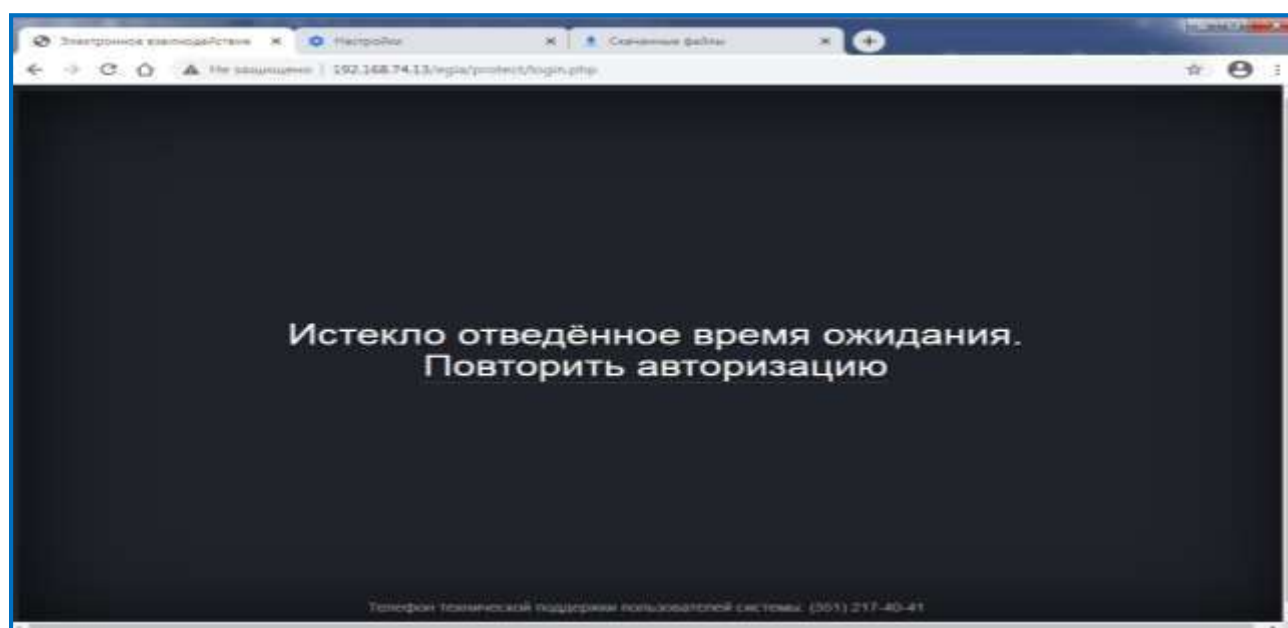 Электронное взаимодействие
Настройки
Скачанные файлы
Не защищено | 192.168.74.13/egia/protect/login.php
Истекло отведённое время ожидания.
Повторить авторизацию
Телефон технической поддержки пользователей системы: (351) 217-40-41